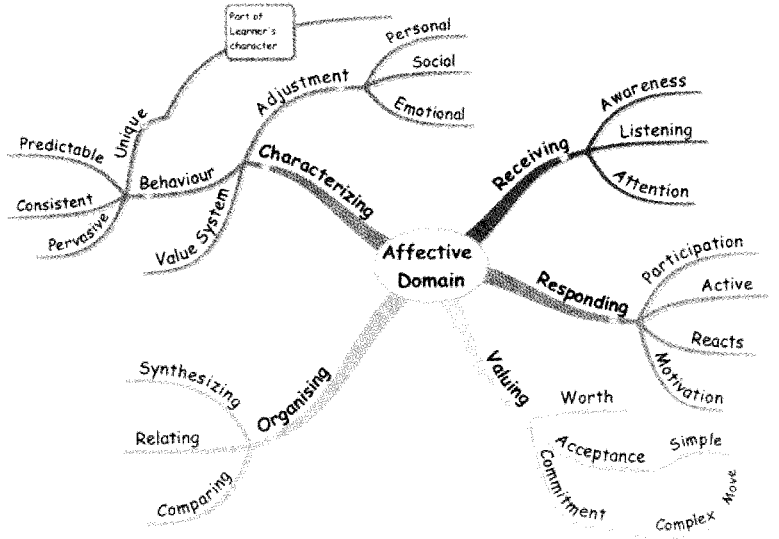 Part of
Learner's
character
Personal
Adjustment
Social
Emotional
Unique
Predictable
Behaviour
Characterizing
Consistent
Pervasive
Value System
Receiving
Awareness
Listening
Attention
Affective
Domain
Responding
Participation
Active
Reacts
Motivation
Valuing
Worth
Acceptance
Simple
Commitment
Complex
Move
Organising
Synthesizing
Relating
Comparing